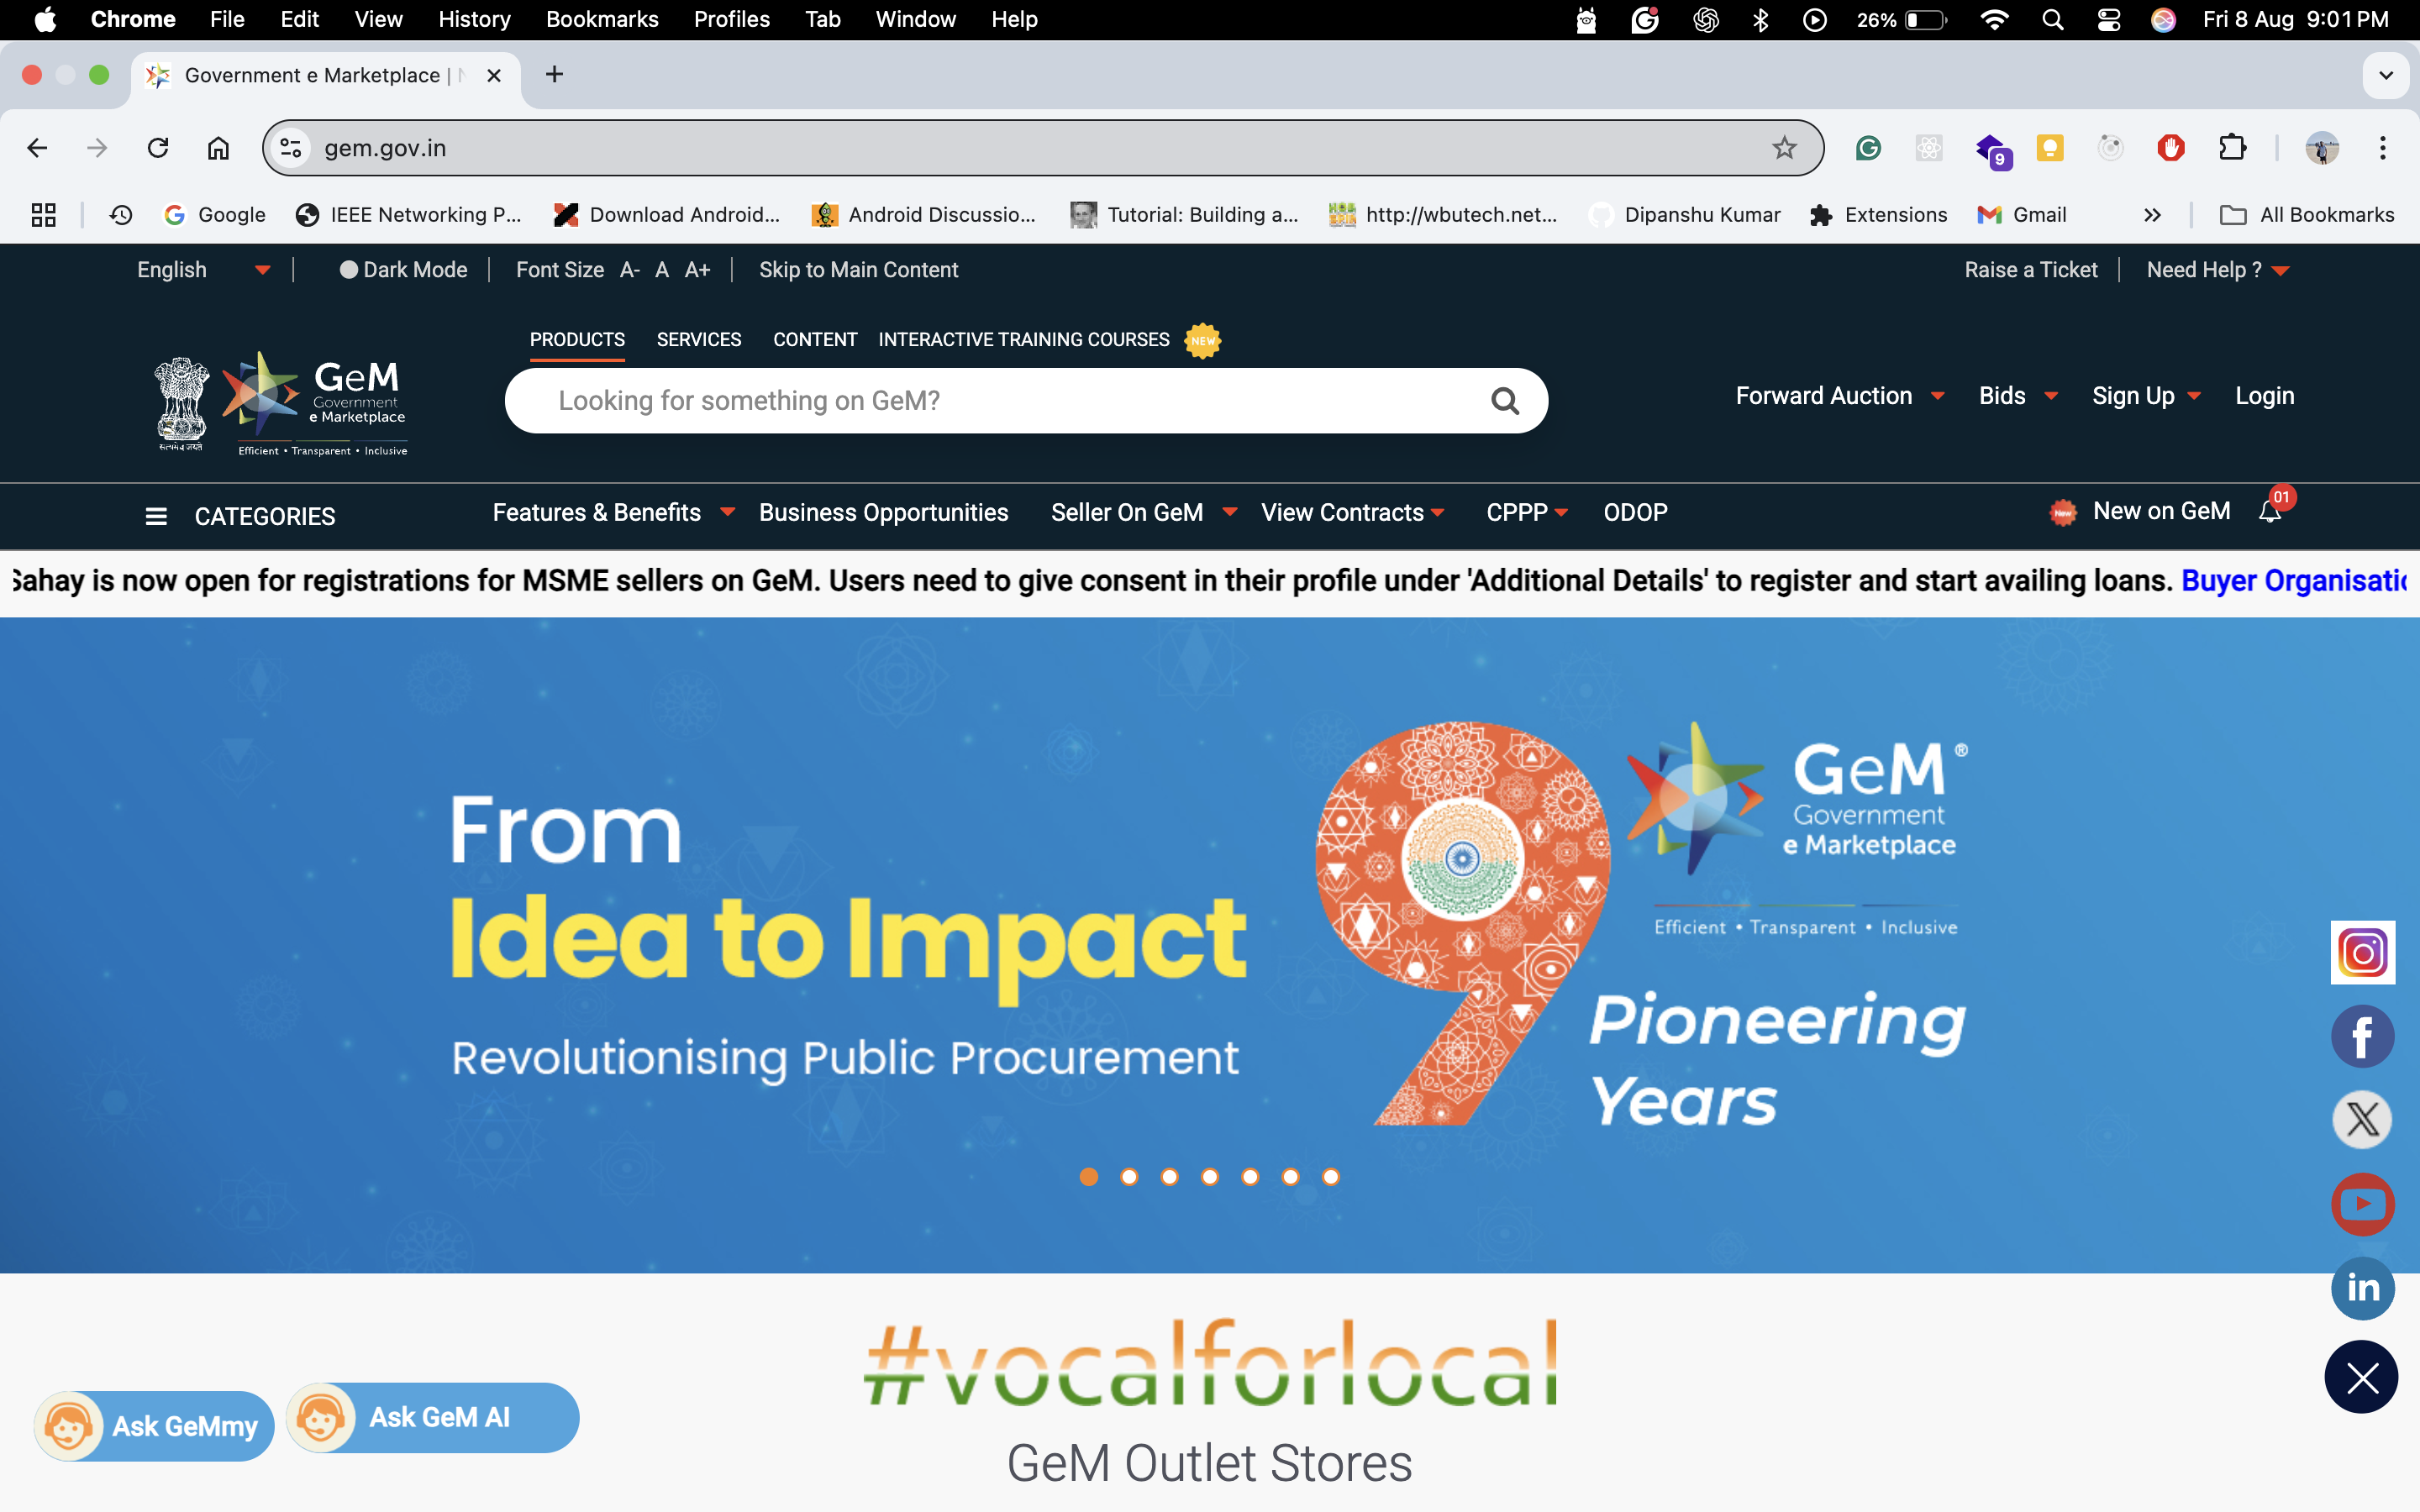 Chrome File Edit View History Bookmarks Profiles Tab Window Help 26% Fri 8 Aug 9:01 PM
Government e Marketplace |
gem.gov.in
9
Google IEEE Networking P... Download Android... Android Discussio... Tutorial: Building a... http://wbutech.net... Dipanshu Kumar Extensions Gmail All Bookmarks
English Dark Mode Font Size A- A A+ Skip to Main Content Raise a Ticket Need Help ?
PRODUCTS SERVICES CONTENT INTERACTIVE TRAINING COURSES NEW
GeM
Government
e Marketplace
सत्यमेव जयते
Efficient • Transparent • Inclusive
Looking for something on GeM?
Forward Auction Bids Sign Up Login
CATEGORIES Features & Benefits Business Opportunities Seller On GeM View Contracts CPPP ODOP New New on GeM 01
Sahay is now open for registrations for MSME sellers on GeM. Users need to give consent in their profile under 'Additional Details' to register and start availing loans. Buyer
From
Idea to Impact
Revolutionising Public Procurement
9
GeM®
Government
e Marketplace
Efficient • Transparent • Inclusive
Pioneering
Years
#vocalforlocal
GeM Outlet Stores
Ask GeMmy
Ask GeM AI